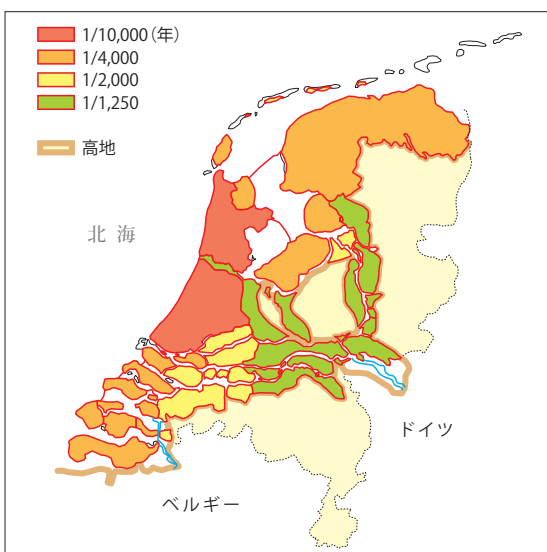 1/10,000(年)
1/4,000
1/2,000
1/1,250
高地
北 海
ドイツ
ベルギー